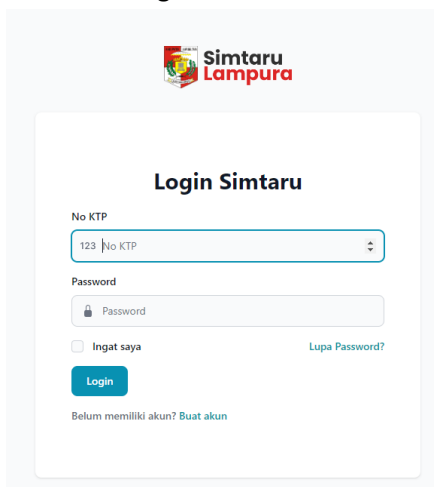 Simtaru
Lampura
Login Simtaru
No KTP
123 No KTP
Password
Password
Ingat saya Lupa Password?
Login
Belum memiliki akun? Buat akun